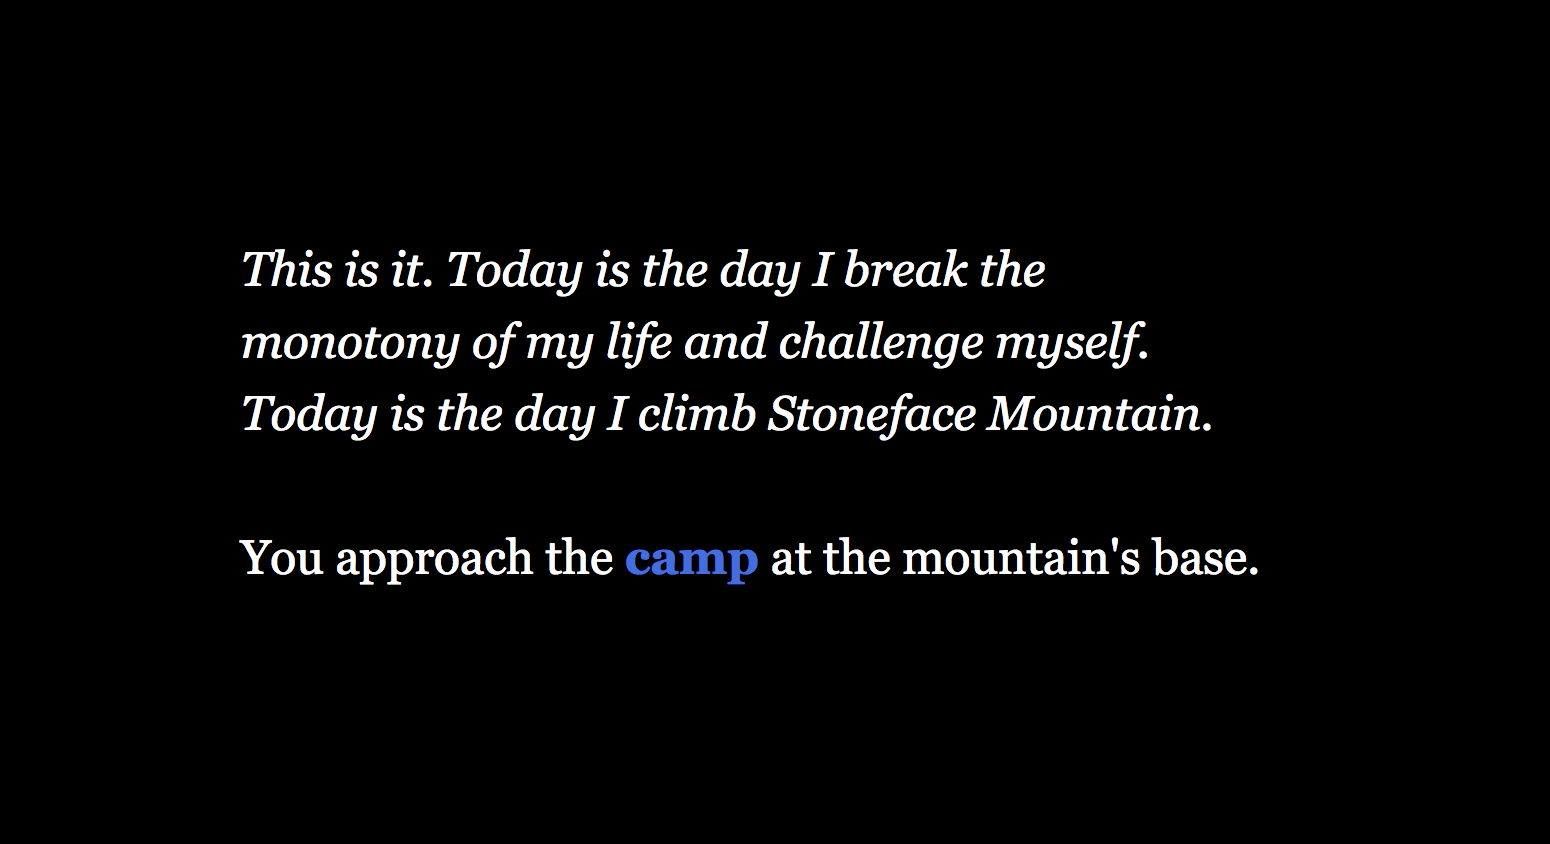 This is it. Today is the day I break the
monotony of my life and challenge myself.
Today is the day I climb Stoneface Mountain.
You approach the camp at the mountain's base.